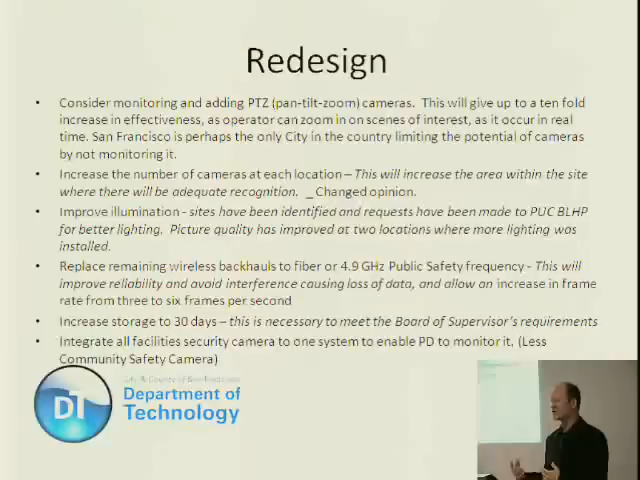 Redesign
• Consider monitoring and adding PTZ (pan-tilt-zoom) cameras. This will give up to a ten fold
increase in effectiveness, as operator can zoom in on scenes of interest, as it occur in real
time. San Francisco is perhaps the only City in the country limiting the potential of cameras
by not monitoring it.
• Increase the number of cameras at each location – This will increase the area within the site
where there will be adequate recognition. _ Changed opinion.
• Improve illumination - sites have been identified and requests have been made to PUC BLHP
for better lighting. Picture quality has improved at two locations where more lighting was
installed.
• Replace remaining wireless backhauls to fiber or 4.9 GHz Public Safety frequency - This will
improve reliability and avoid interference causing loss of data, and allow an increase in frame
rate from three to six frames per second
• Increase storage to 30 days – this is necessary to meet the Board of Supervisor's requirements
• Integrate all facilities security camera to one system to enable PD to monitor it. (Less
Community Safety Camera)
City & County of San Francisco
DT
Department of
Technology